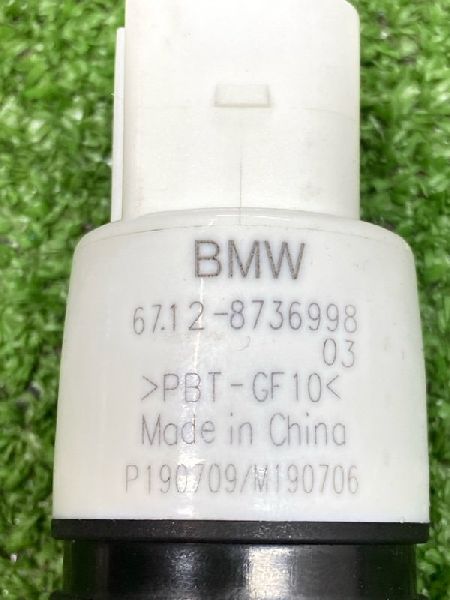 BMW
67.12-8736998
03
>PBT-GF10<
Made in China
P190709/M190706